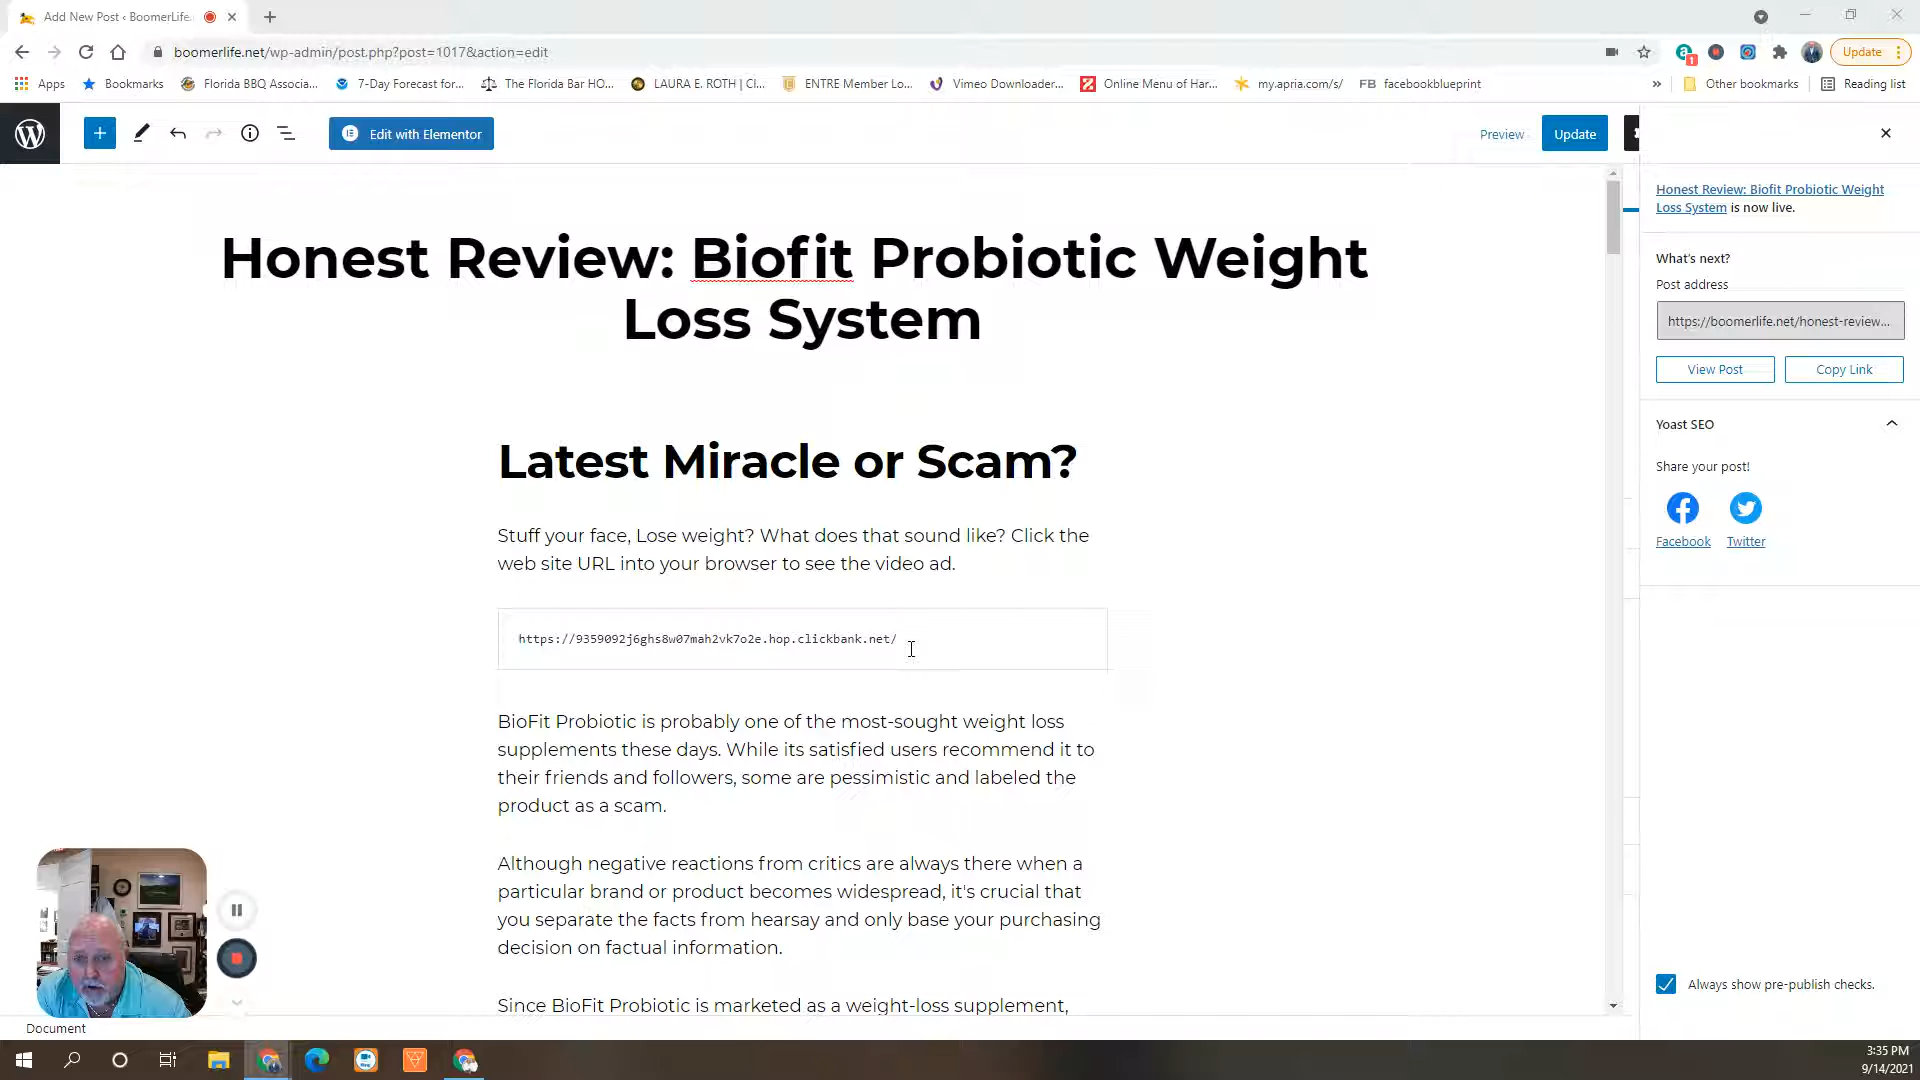 Add New Post ‹ BoomerLife.
boomerlife.net/wp-admin/post.php?post=1017&action=edit
1
Update
Apps
Bookmarks
Florida BBQ Associa...
7-Day Forecast for...
The Florida Bar HO...
LAURA E. ROTH | Cl...
ENTRE Member Lo...
Vimeo Downloader...
Online Menu of Har...
my.apria.com/s/
FB facebookblueprint
»
Other bookmarks
Reading list
Edit with Elementor
Preview
Update
Honest Review: Biofit Probiotic Weight
Loss System is now live.
What's next?
Post address
https://boomerlife.net/honest-review...
View Post
Copy Link
Yoast SEO
Share your post!
Facebook
Twitter
Always show pre-publish checks.
Honest Review: Biofit Probiotic Weight
Loss System
Latest Miracle or Scam?
Stuff your face, Lose weight? What does that sound like? Click the
web site URL into your browser to see the video ad.
https://9359092j6ghs8w07mah2vk7o2e.hop.clickbank.net/
BioFit Probiotic is probably one of the most-sought weight loss
supplements these days. While its satisfied users recommend it to
their friends and followers, some are pessimistic and labeled the
product as a scam.
Although negative reactions from critics are always there when a
particular brand or product becomes widespread, it's crucial that
you separate the facts from hearsay and only base your purchasing
decision on factual information.
Since BioFit Probiotic is marketed as a weight-loss supplement,
Document
3:35 PM
9/14/2021